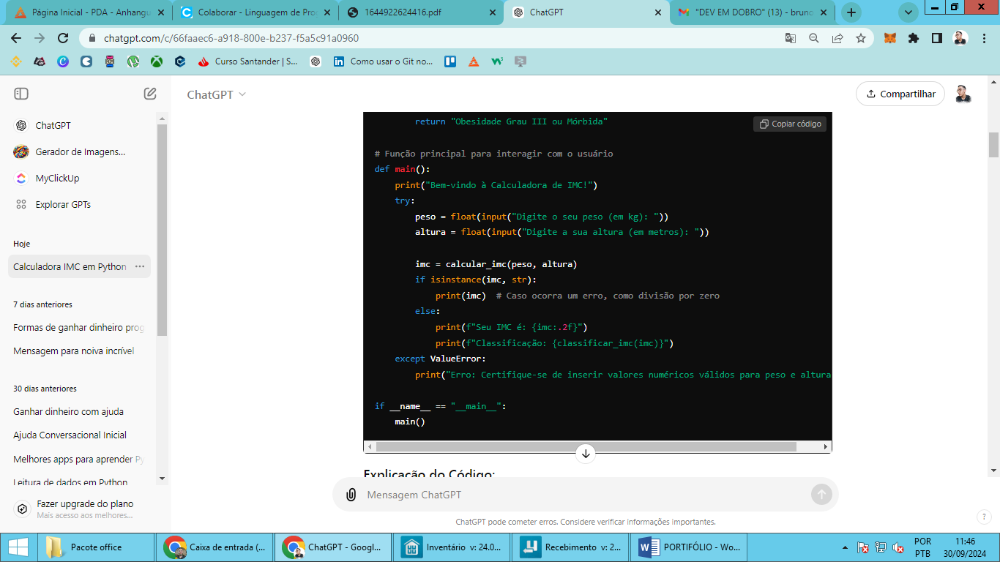 Página Inicial - PDA - Anhangu
Colaborar - Linguagem de Pro
1644922624416.pdf
ChatGPT
"DEV EM DOBRO" (13) - bruno
chatgpt.com/c/66faaec6-a918-800e-b237-f5a5c91a0960
Curso Santander | S...
Como usar o Git no...
ChatGPT
Compartilhar
ChatGPT
Gerador de Imagens...
MyClickUp
Explorar GPTs
Hoje
Calculadora IMC em Python
7 dias anteriores
Formas de ganhar dinheiro prog
Mensagem para noiva incrível
30 dias anteriores
Ganhar dinheiro com ajuda
Ajuda Conversacional Inicial
Melhores apps para aprender Py
Leitura de dados em Python
Fazer upgrade do plano
Mais acesso aos melhores...
return "Obesidade Grau III ou Mórbida"
Copiar código
# Função principal para interagir com o usuário
def main():
print("Bem-vindo à Calculadora de IMC!")
try:
peso = float(input("Digite o seu peso (em kg): "))
altura = float(input("Digite a sua altura (em metros): "))
imc = calcular_imc(peso, altura)
if isinstance(imc, str):
print(imc)  # Caso ocorra um erro, como divisão por zero
else:
print(f"Seu IMC é: {imc:.2f}")
print(f"Classificação: {classificar_imc(imc)}")
except ValueError:
print("Erro: Certifique-se de inserir valores numéricos válidos para peso e altura
if __name__ == "__main__":
main()
Explicação do Código:
Mensagem ChatGPT
ChatGPT pode cometer erros. Considere verificar informações importantes.
?
Pacote office
Caixa de entrada (...
ChatGPT - Googl...
Inventário v: 24.0...
Recebimento v: 2...
PORTIFÓLIO - Wo...
POR
PTB
11:46
30/09/2024